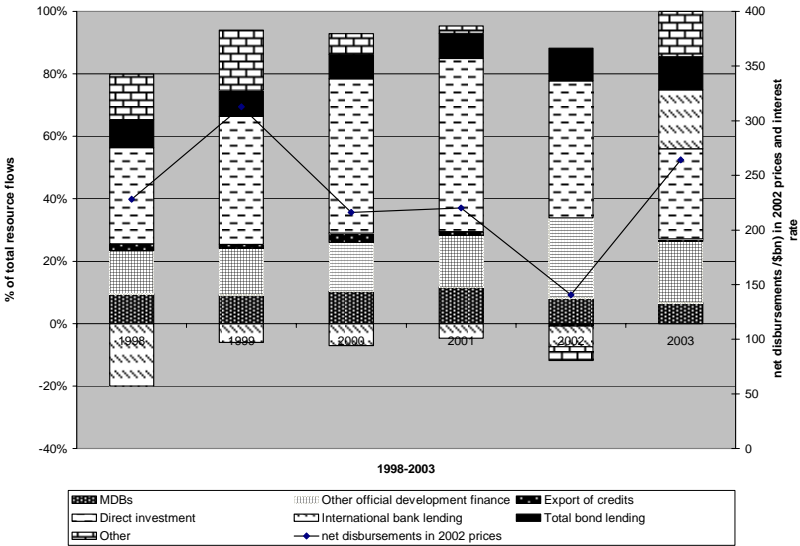 100%
80%
60%
40%
20%
0%
-20%
-40%
% of total resource flows
400
350
300
250
200
150
100
50
0
net disbursements /$bn) in 2002 prices and interest
rate
1998
1999
2000
2001
2002
2003
1998-2003
MDBs
Other official development finance
Export of credits
Direct investment
International bank lending
Total bond lending
Other
net disbursements in 2002 prices